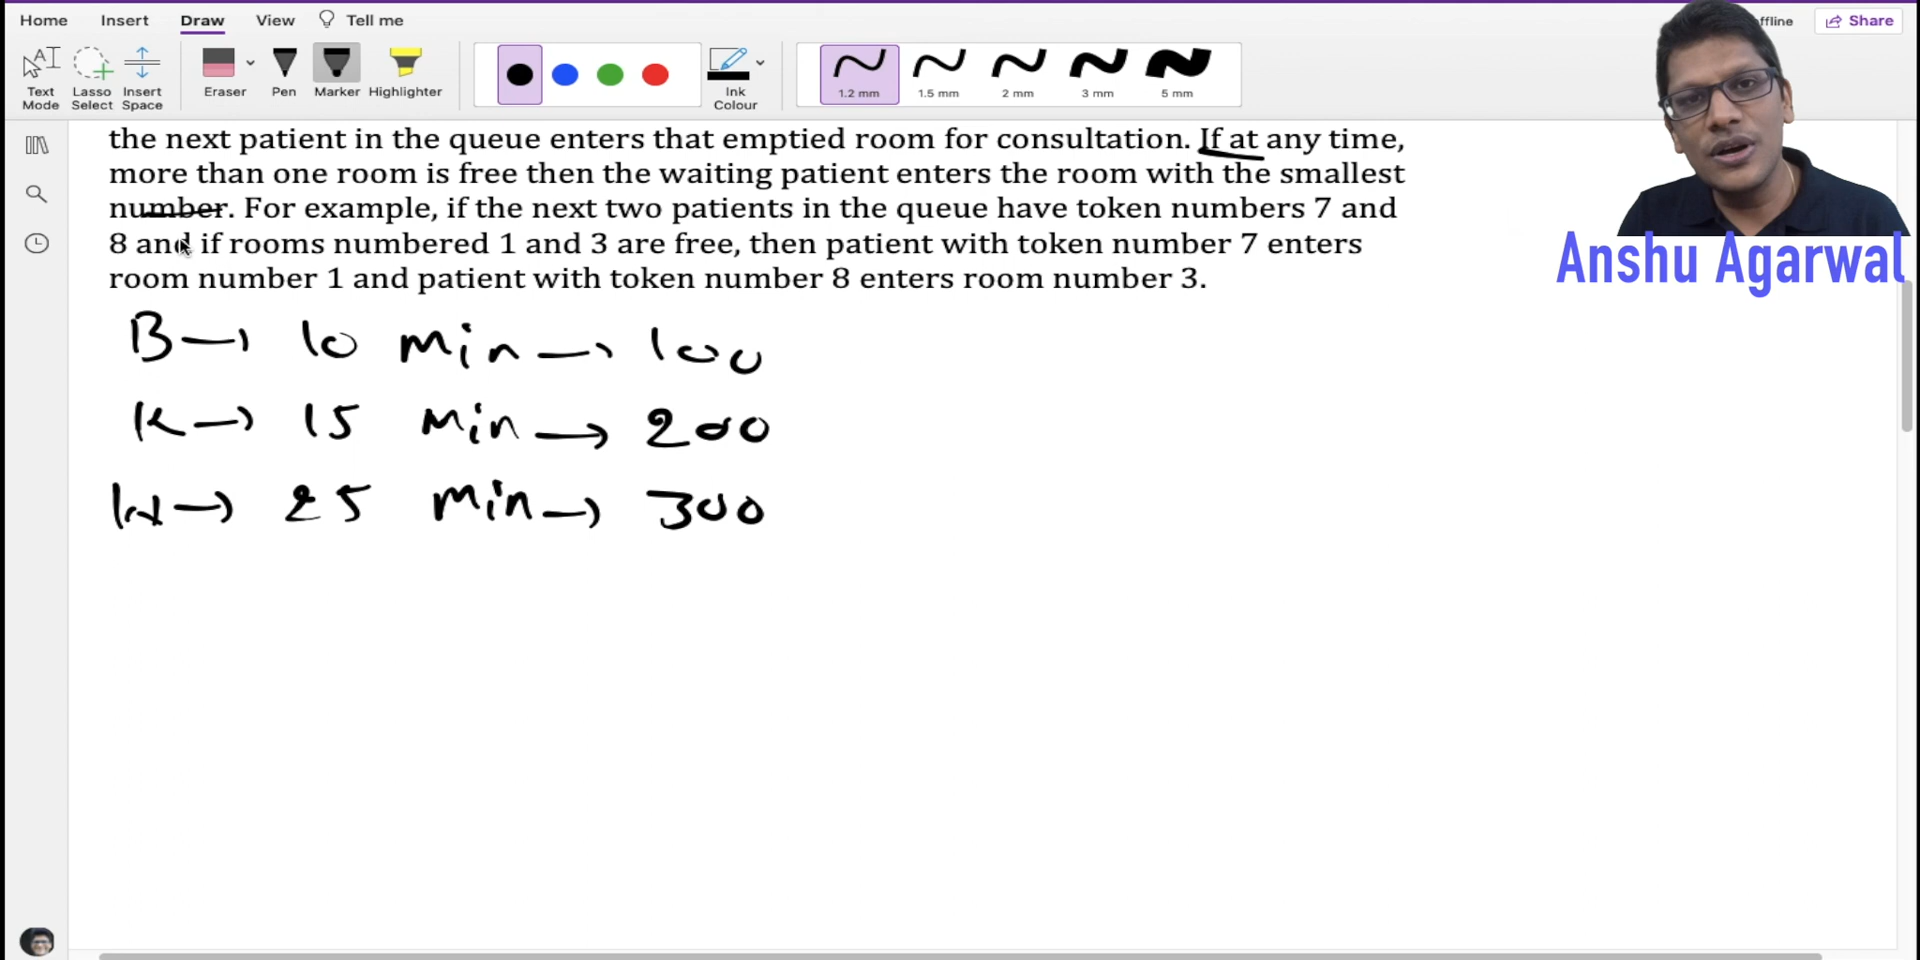 Home Insert Draw View Tell me ffline Share
Text Mode Lasso Select Insert Space Eraser Pen Marker Highlighter Ink Colour 1.2 mm 1.5 mm 2 mm 3 mm 5 mm
the next patient in the queue enters that emptied room for consultation. If at any time,
more than one room is free then the waiting patient enters the room with the smallest
number. For example, if the next two patients in the queue have token numbers 7 and
8 and if rooms numbered 1 and 3 are free, then patient with token number 7 enters
room number 1 and patient with token number 8 enters room number 3.
Anshu Agarwal
B → 10 min → 100
K → 15 min → 200
W → 25 min → 300